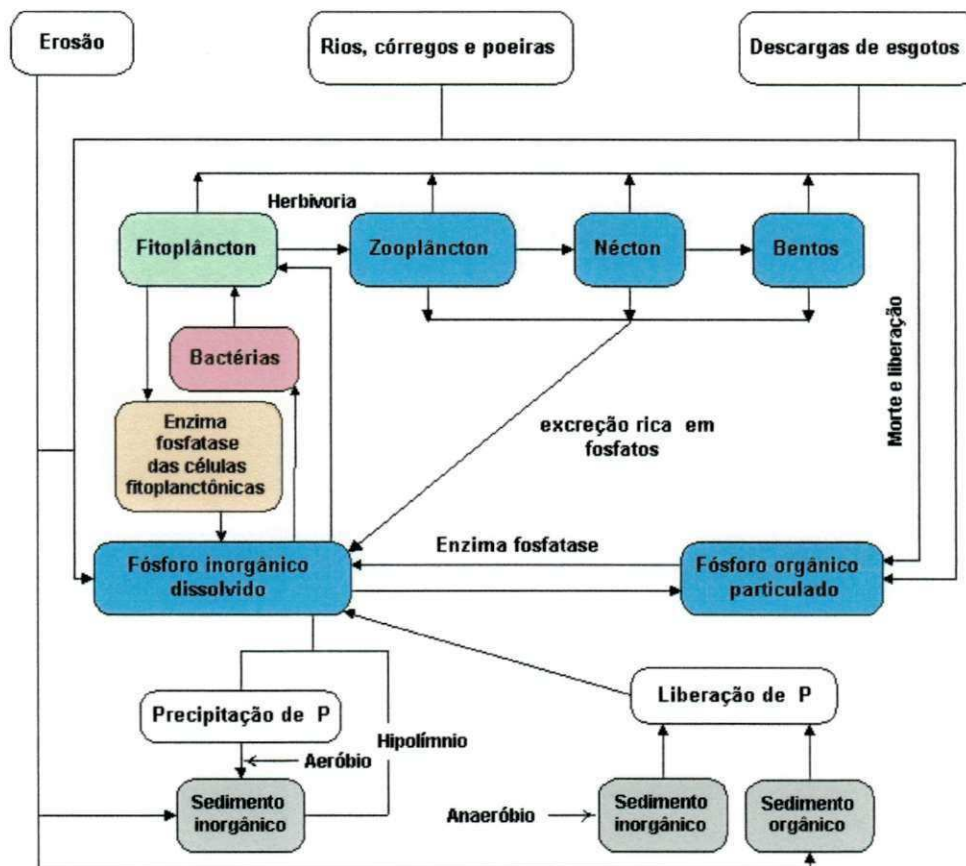 Erosão
Rios, córregos e poeiras
Descargas de esgotos
Herbivoria
Fitoplâncton
Zooplâncton
Nécton
Bentos
Bactérias
Morte e liberação
Enzima
fosfatase
das células
fitoplanctônicas
excreção rica em
fosfatos
Enzima fosfatase
Fósforo inorgânico
dissolvido
Fósforo orgânico
particulado
Precipitação de P
Liberação de P
Hipolímnio
Aeróbio
Sedimento
inorgânico
Anaeróbio
Sedimento
inorgânico
Sedimento
orgânico